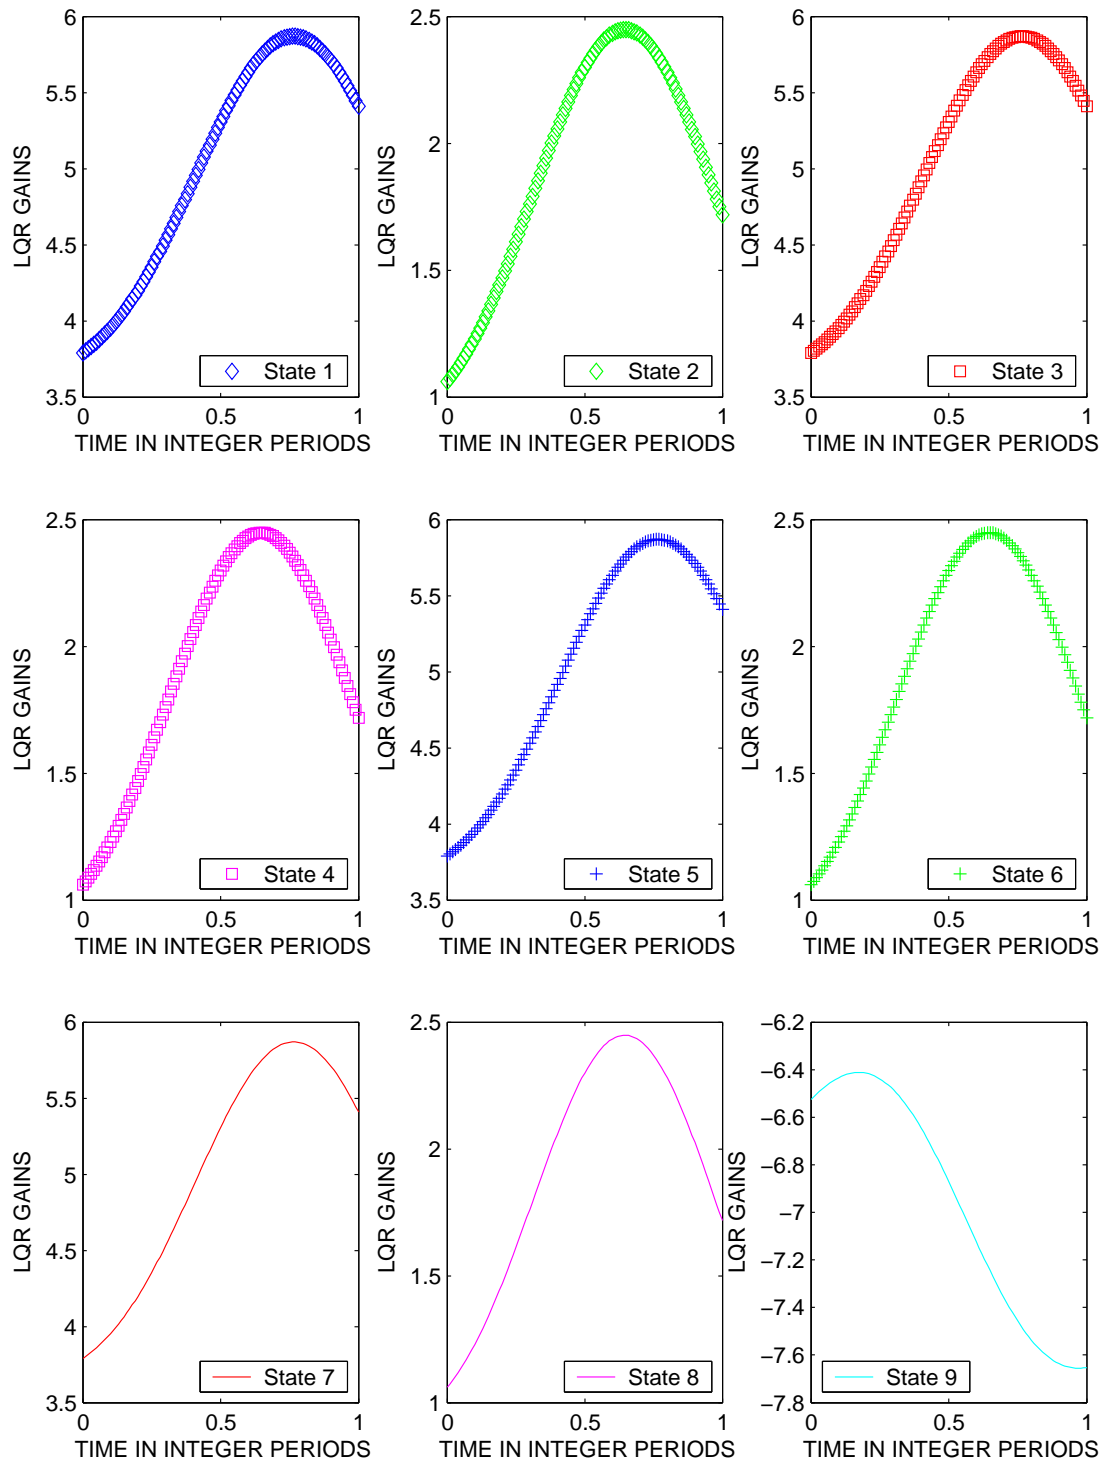 6
5.5
5
4.5
4
3.5
LQR GAINS
State 1
0 0.5 1
TIME IN INTEGER PERIODS
2.5
2
1.5
1
LQR GAINS
State 2
0 0.5 1
TIME IN INTEGER PERIODS
6
5.5
5
4.5
4
3.5
LQR GAINS
State 3
0 0.5 1
TIME IN INTEGER PERIODS
2.5
2
1.5
1
LQR GAINS
State 4
0 0.5 1
TIME IN INTEGER PERIODS
6
5.5
5
4.5
4
3.5
LQR GAINS
State 5
0 0.5 1
TIME IN INTEGER PERIODS
2.5
2
1.5
1
LQR GAINS
State 6
0 0.5 1
TIME IN INTEGER PERIODS
6
5.5
5
4.5
4
3.5
LQR GAINS
State 7
0 0.5 1
TIME IN INTEGER PERIODS
2.5
2
1.5
1
LQR GAINS
State 8
0 0.5 1
TIME IN INTEGER PERIODS
−6.2
−6.4
−6.6
−6.8
−7
−7.2
−7.4
−7.6
−7.8
LQR GAINS
State 9
0 0.5 1
TIME IN INTEGER PERIODS